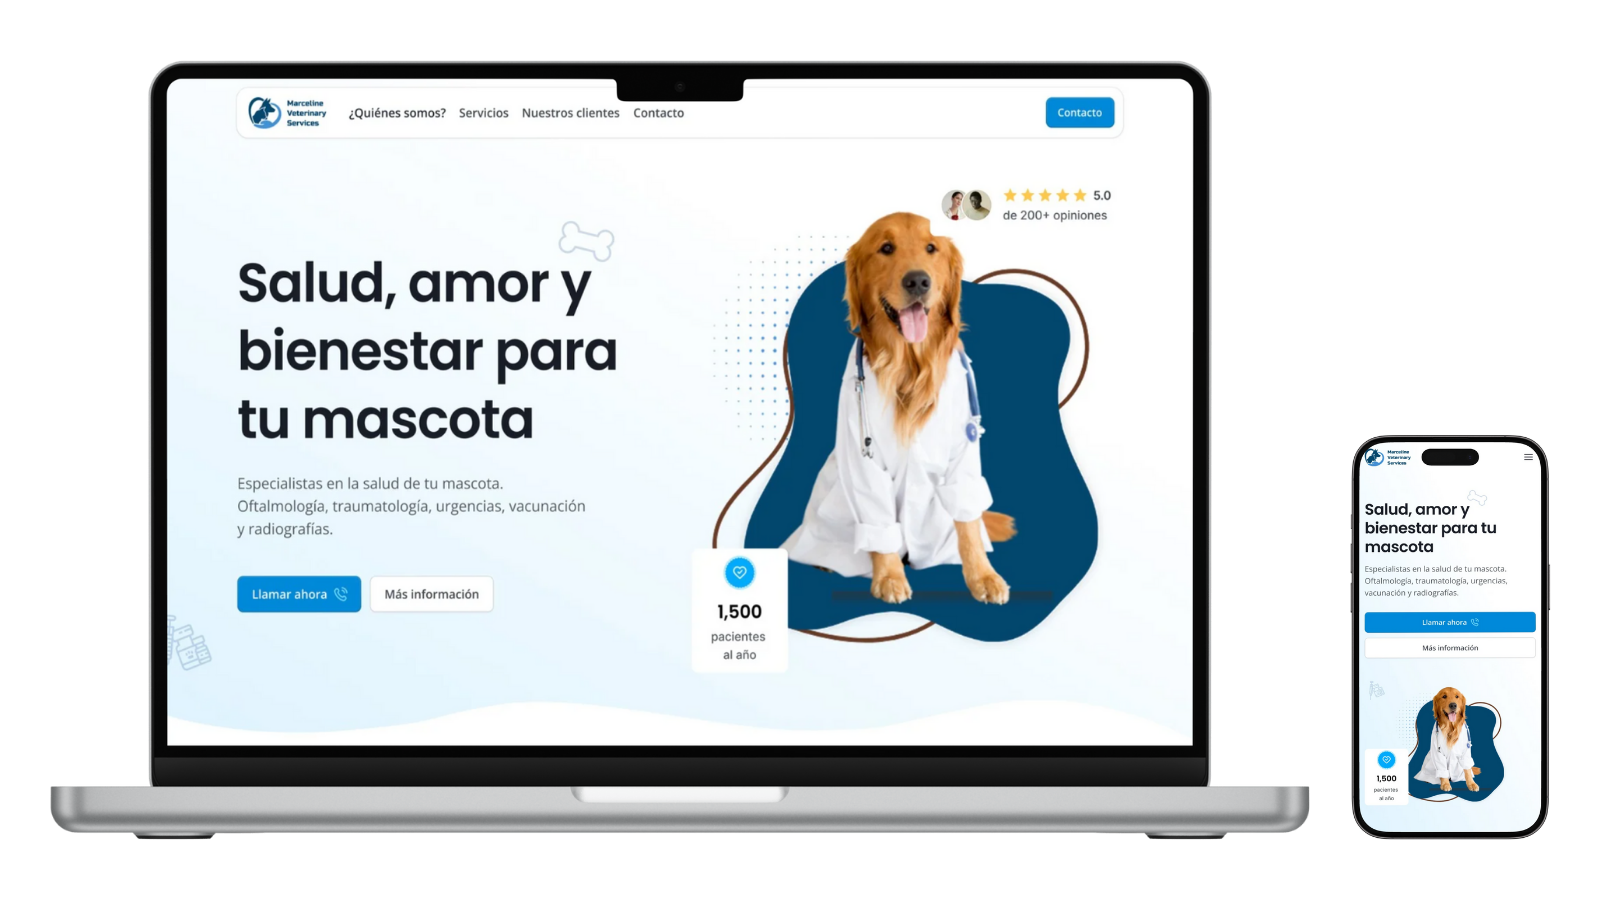 Marceline
Veterinary
Services
¿Quiénes somos? Servicios Nuestros clientes Contacto
Contacto
5.0
de 200+ opiniones
Salud, amor y
bienestar para
tu mascota
Especialistas en la salud de tu mascota.
Oftalmología, traumatología, urgencias, vacunación
y radiografías.
Llamar ahora
Más información
1,500
pacientes
al año
Marceline
Veterinary
Services
Salud, amor y
bienestar para tu
mascota
Especialistas en la salud de tu mascota.
Oftalmología, traumatología, urgencias,
vacunación y radiografías.
Llamar ahora
Más información
1,500
pacientes
al año